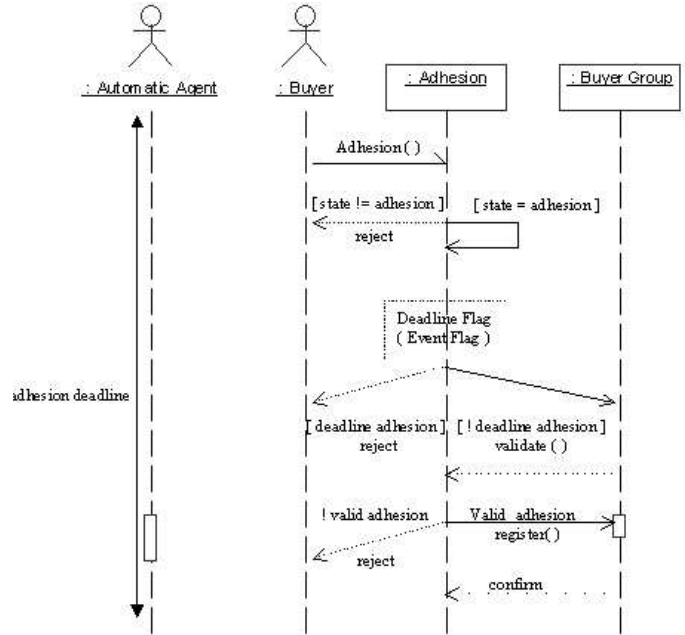 : Automatic Agent
: Buyer
: Adhesion
: Buyer Group
Adhesion ( )
[ state != adhesion ]
[ state = adhesion ]
reject
Deadline Flag
( Event Flag )
adhesion deadline
[ deadline adhesion ]
[ ! deadline adhesion ]
reject
validate ( )
! valid adhesion
Valid adhesion
register()
reject
confirm